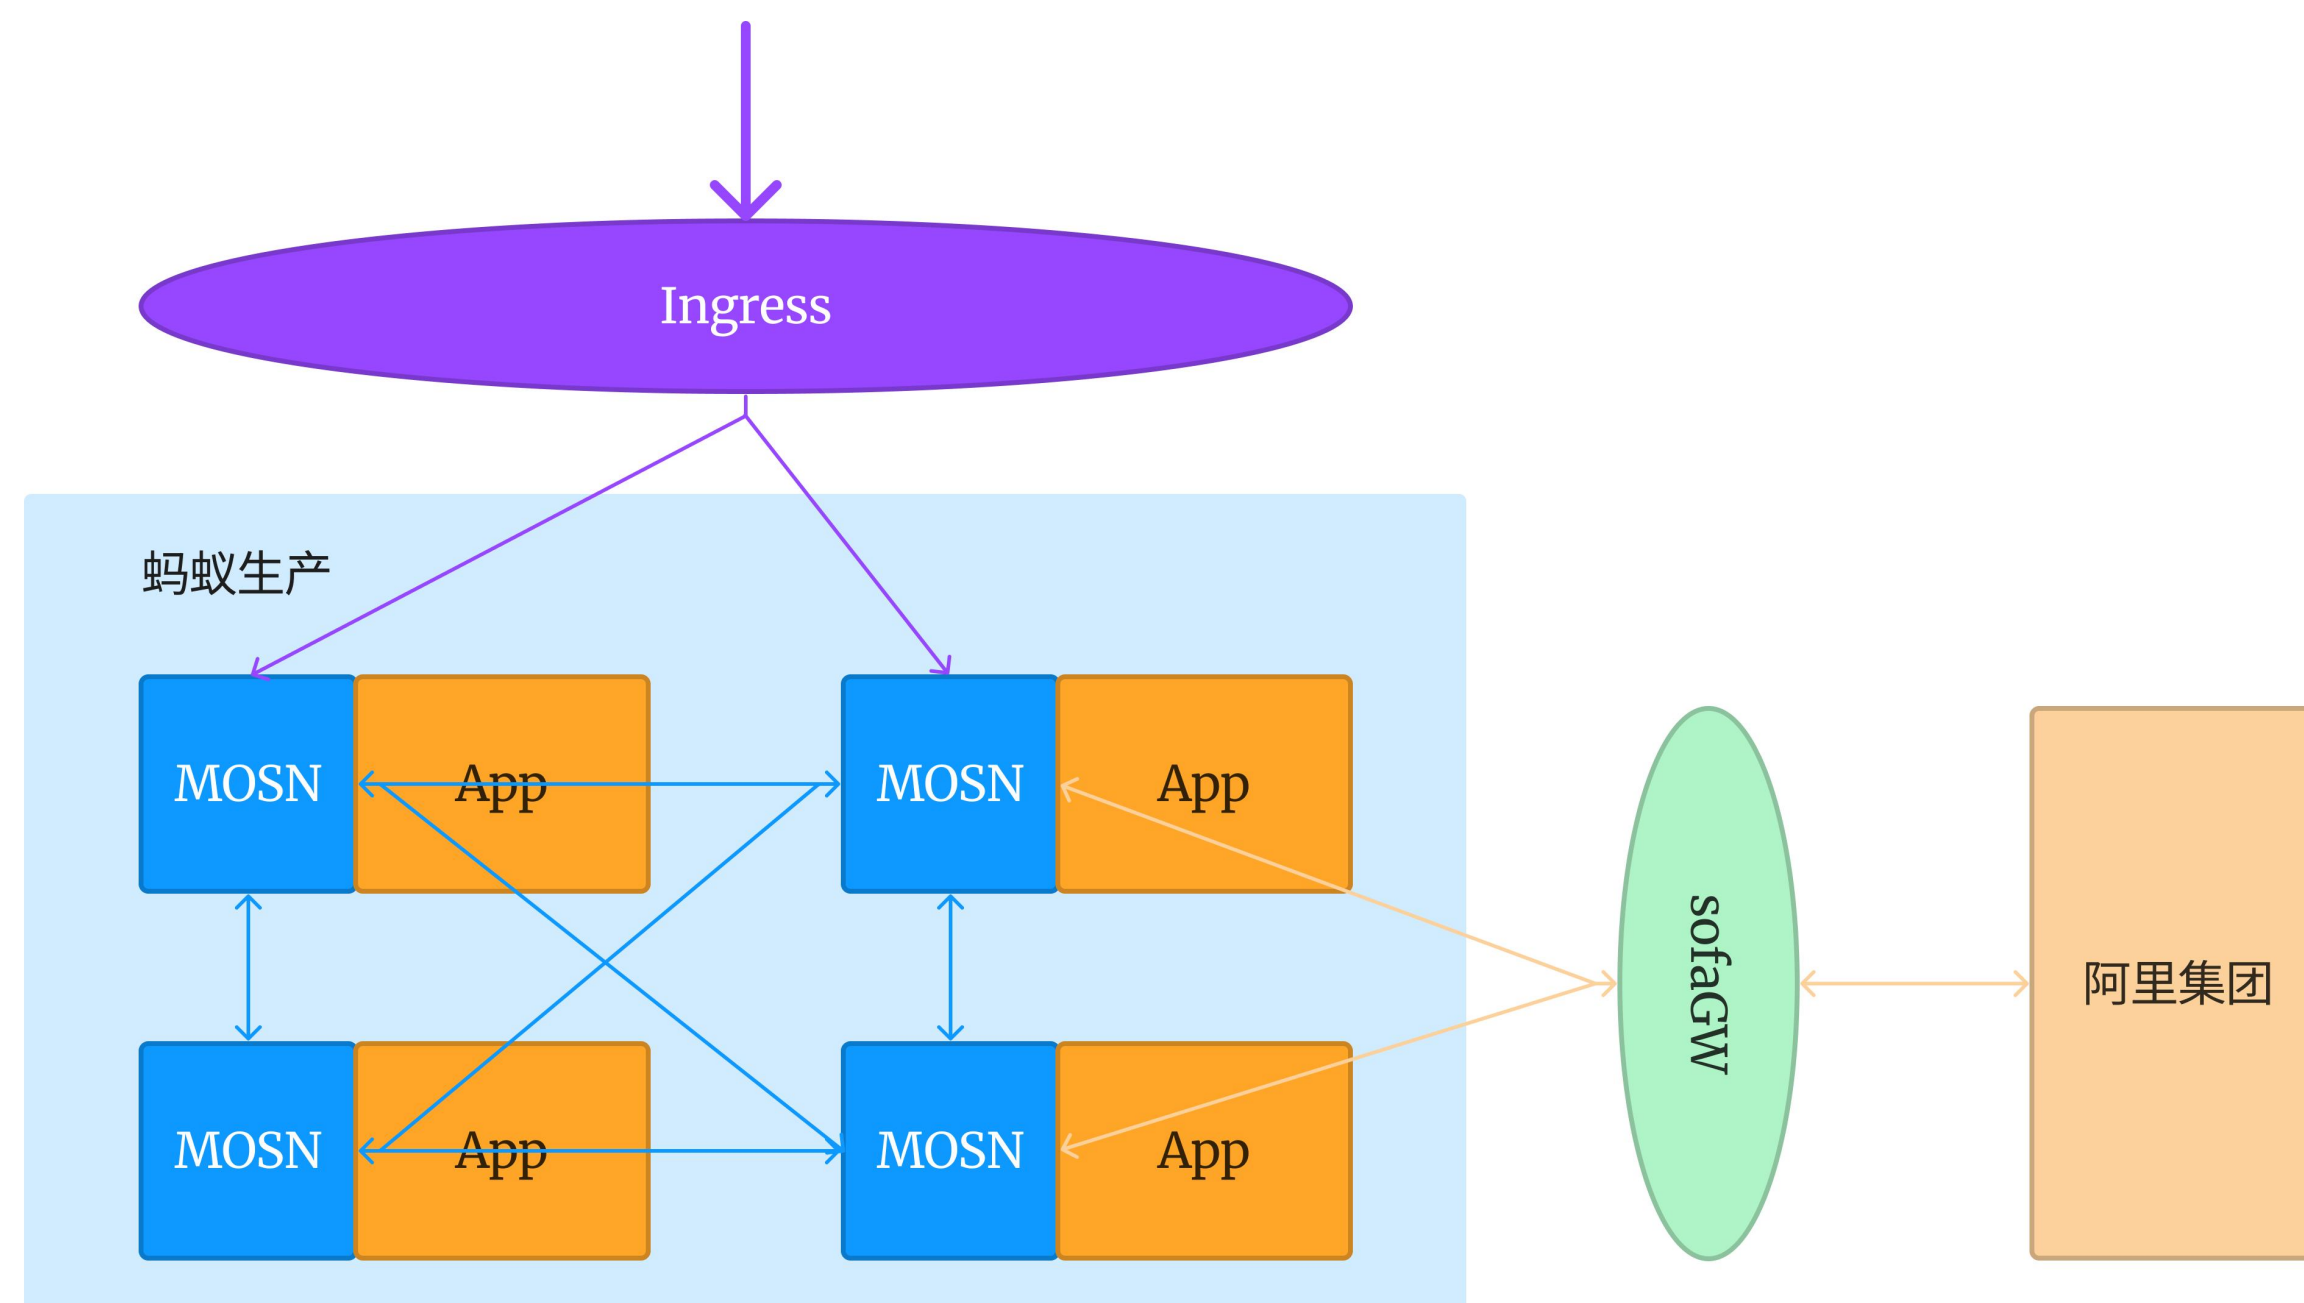 Ingress
蚂蚁生产
MOSN
App
MOSN
App
sofaGW
阿里集团
MOSN
App
MOSN
App